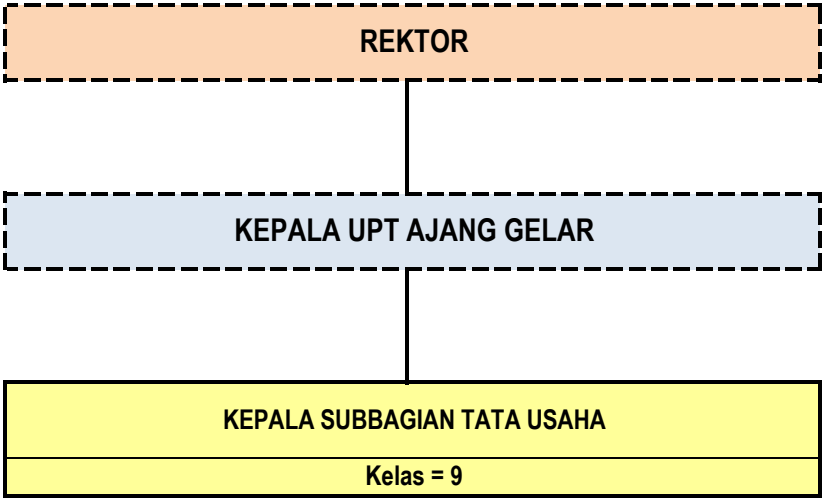 REKTOR
KEPALA UPT AJANG GELAR
KEPALA SUBBAGIAN TATA USAHA
Kelas = 9